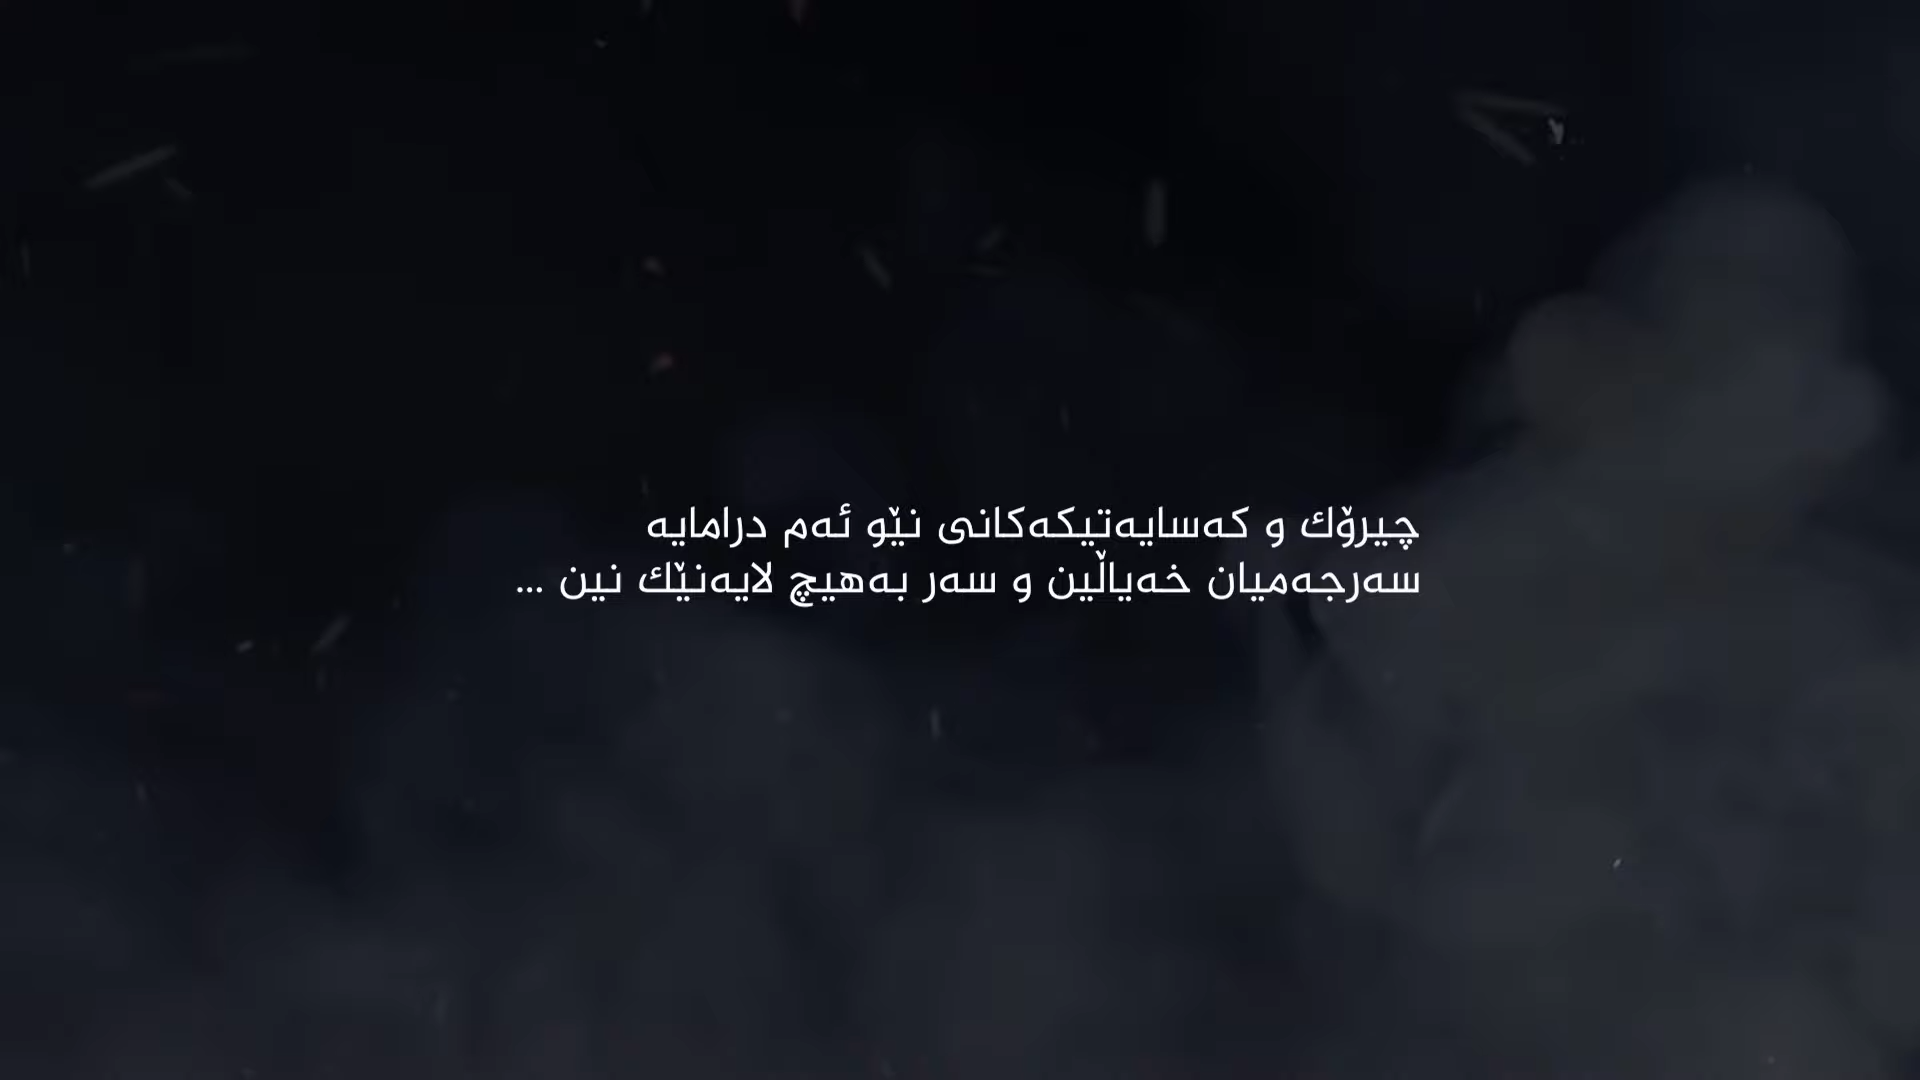 چیرۆك و كەسایەتیكەكانی نێو ئەم درامایە
سەرجەمیان خەیاڵین و سەر بەهیچ لایەنێك نین ...